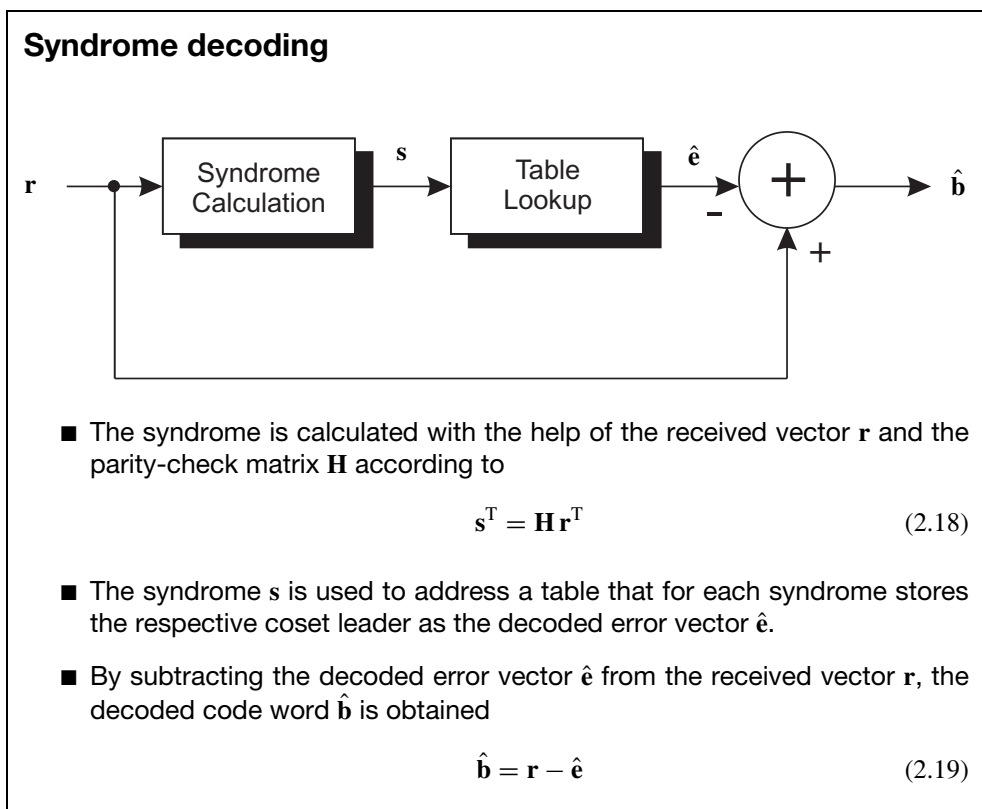 Syndrome decoding
r
Syndrome
Calculation
s
Table
Lookup
ê
−
+
+
b̂
■ The syndrome is calculated with the help of the received vector r and the
parity-check matrix H according to
sᵀ = H rᵀ (2.18)
■ The syndrome s is used to address a table that for each syndrome stores
the respective coset leader as the decoded error vector ê.
■ By subtracting the decoded error vector ê from the received vector r, the
decoded code word b̂ is obtained
b̂ = r − ê (2.19)